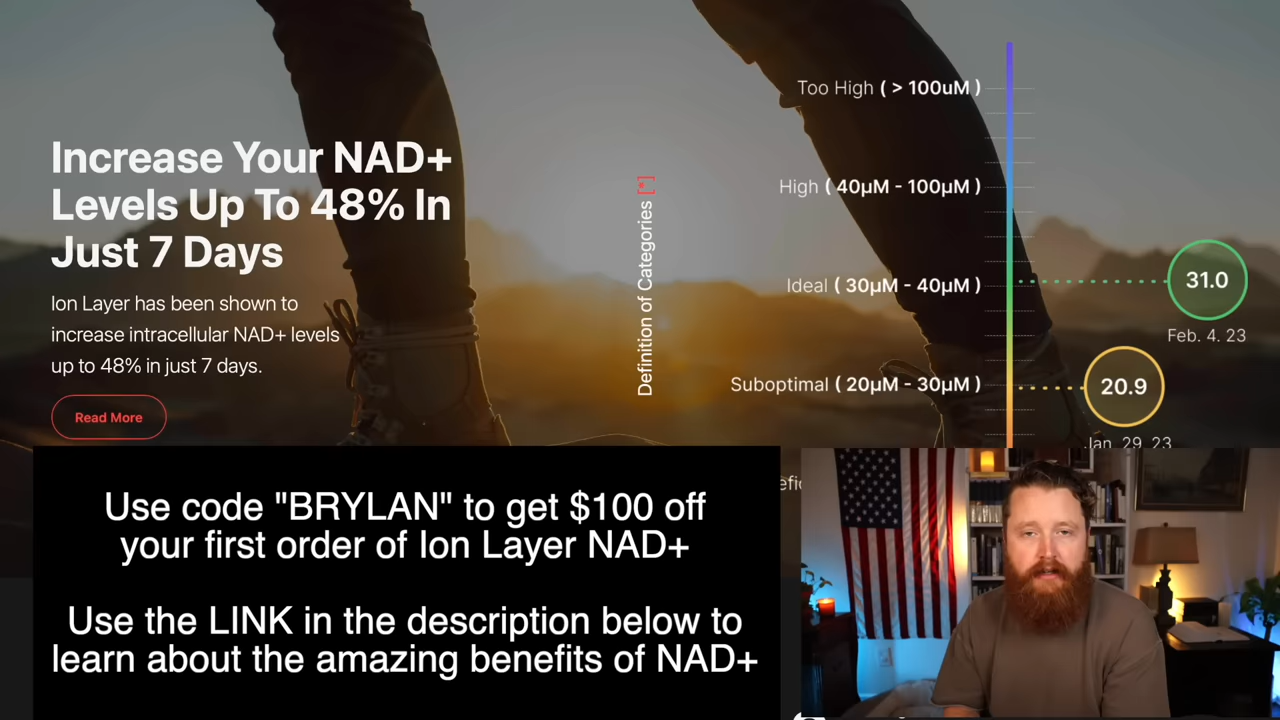 Increase Your NAD+
Levels Up To 48% In
Just 7 Days
Ion Layer has been shown to
increase intracellular NAD+ levels
up to 48% in just 7 days.
Read More
Definition of Categories [*]
Too High ( > 100uM )
High ( 40µM - 100µM )
Ideal ( 30µM - 40µM )
Suboptimal ( 20µM - 30µM )
31.0
Feb. 4. 23
20.9
Jan. 29. 23
Use code "BRYLAN" to get $100 off
your first order of Ion Layer NAD+
Use the LINK in the description below to
learn about the amazing benefits of NAD+